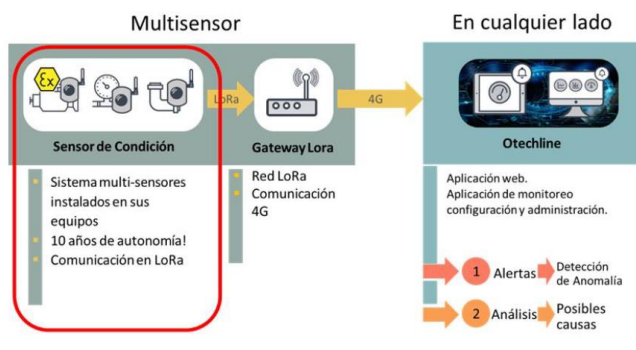 Multisensor
En cualquier lado
Ex
LoRa
4G
Sensor de Condición
Gateway Lora
Otechline
Sistema multi-sensores
instalados en sus
equipos
10 años de autonomía!
Comunicación en LoRa
Red LoRa
Comunicación
4G
Aplicación web.
Aplicación de monitoreo
configuración y administración.
1 Alertas
Detección
de Anomalía
2 Análisis
Posibles
causas